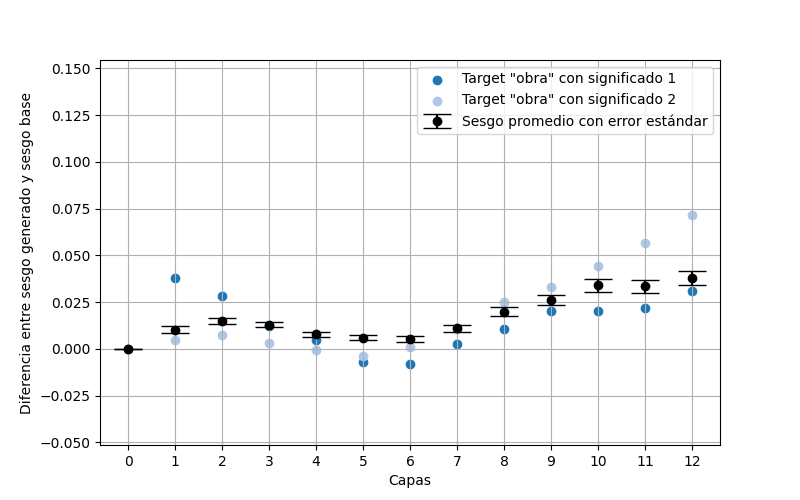 0.150
0.125
0.100
0.075
0.050
0.025
0.000
−0.025
−0.050
Diferencia entre sesgo generado y sesgo base
Target "obra" con significado 1
Target "obra" con significado 2
Sesgo promedio con error estándar
0 1 2 3 4 5 6 7 8 9 10 11 12
Capas